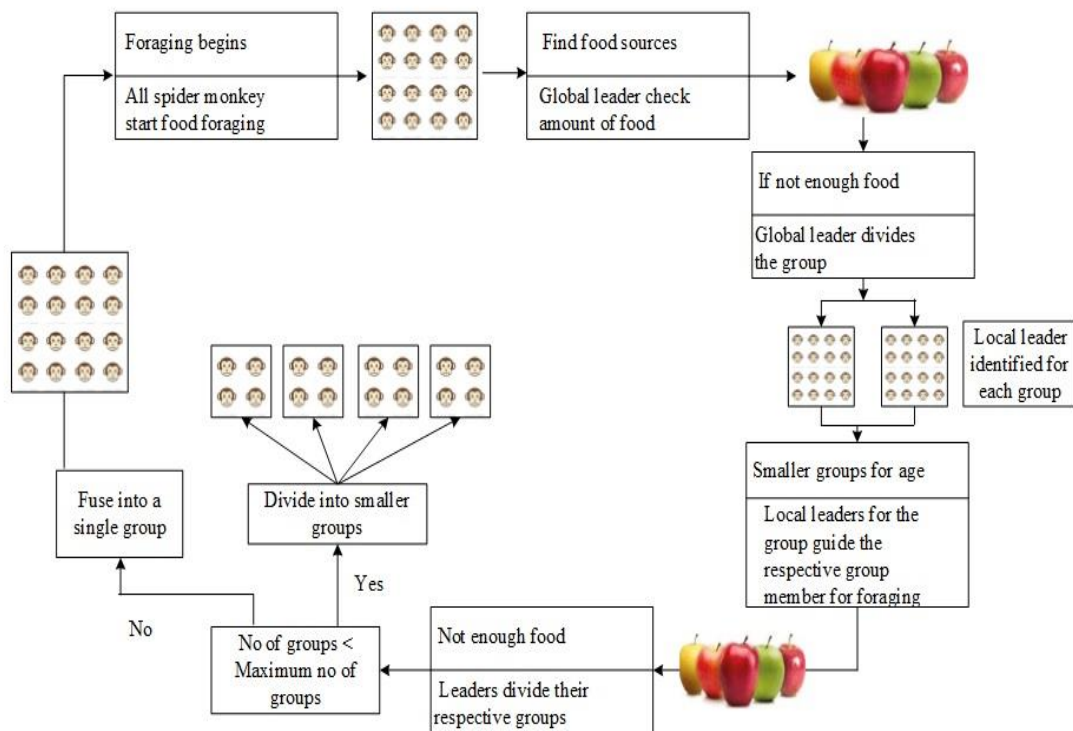 Foraging begins
All spider monkey
start food foraging
Find food sources
Global leader check
amount of food
If not enough food
Global leader divides
the group
Local leader
identified for
each group
Smaller groups for age
Local leaders for the
group guide the
respective group
member for foraging
Not enough food
Leaders divide their
respective groups
No of groups <
Maximum no of
groups
Yes
No
Divide into smaller
groups
Fuse into a
single group